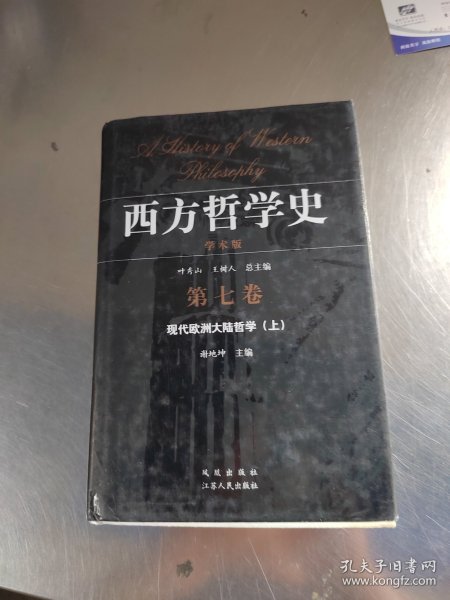 A History of Western
Philosophy
西方哲学史
学术版
叶秀山 王树人 总主编
第七卷
现代欧洲大陆哲学（上）
谢地坤 主编
凤凰出版社
江苏人民出版社
孔夫子旧书网
www.kongfz.com